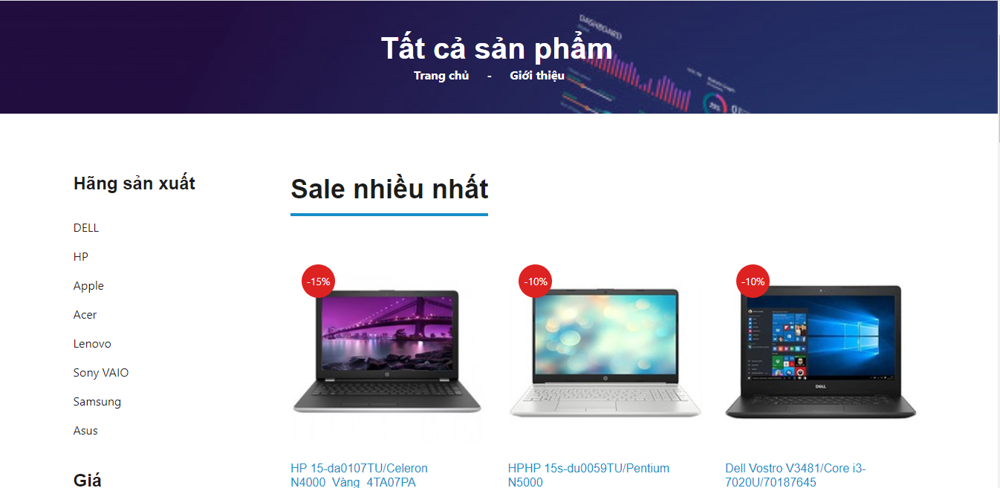 DASHBOARD
Tất cả sản phẩm
Trang chủ - Giới thiệu
Hãng sản xuất
DELL
HP
Apple
Acer
Lenovo
Sony VAIO
Samsung
Asus
Giá
Sale nhiều nhất
-15%
-10%
-10%
DELL
HP 15-da0107TU/Celeron
N4000_Vàng_4TA07PA
HPHP 15s-du0059TU/Pentium
N5000
Dell Vostro V3481/Core i3-
7020U/70187645